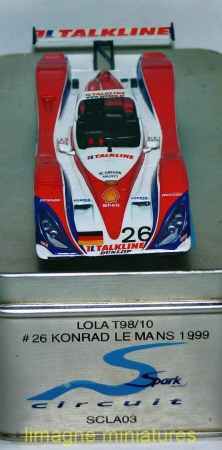 TALKLINE
TALKLINE
Shell
26
TALKLINE
DUNLOP
DUNLOP
LOLA T98/10
# 26 KONRAD LE MANS 1999
Spark
circuit
SCLA03
limagne miniatures